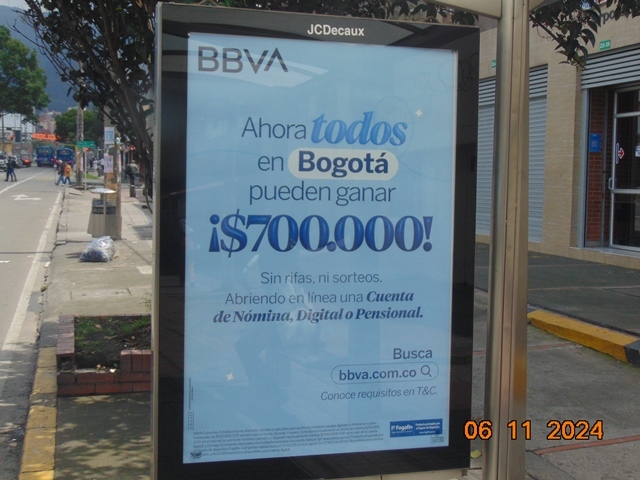 JCDecaux
BBVA
Ahora todos
en Bogotá
pueden ganar
¡$700.000!
Sin rifas, ni sorteos.
Abriendo en línea una Cuenta
de Nómina, Digital o Pensional.
Busca
bbva.com.co
Conoce requisitos en T&C.
Fogafín
06 11 2024